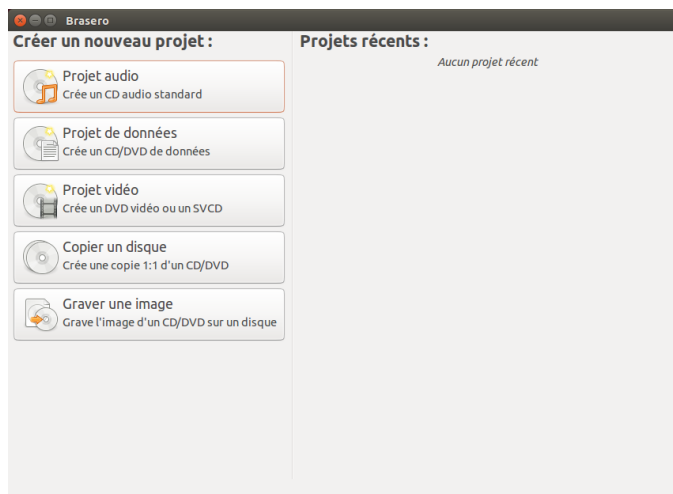 Brasero
Créer un nouveau projet :
Projet audio
Crée un CD audio standard
Projet de données
Crée un CD/DVD de données
Projet vidéo
Crée un DVD vidéo ou un SVCD
Copier un disque
Crée une copie 1:1 d'un CD/DVD
Graver une image
Grave l'image d'un CD/DVD sur un disque
Projets récents :
Aucun projet récent